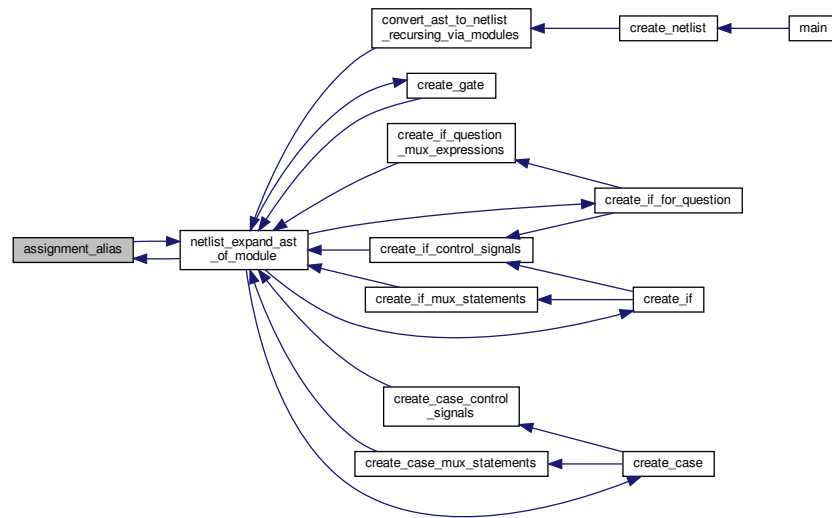 convert_ast_to_netlist
_recursing_via_modules
create_netlist
main
create_gate
create_if_question
_mux_expressions
create_if_for_question
assignment_alias
netlist_expand_ast
_of_module
create_if_control_signals
create_if_mux_statements
create_if
create_case_control
_signals
create_case_mux_statements
create_case